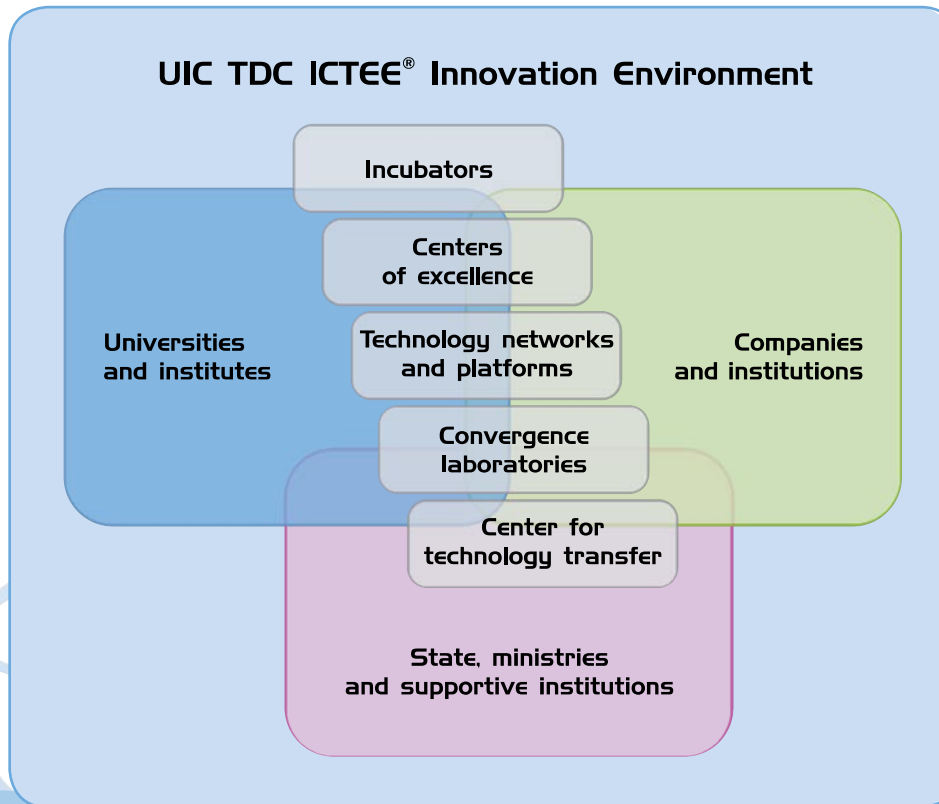 UIC TDC ICTEE® Innovation Environment
Incubators
Centers
of excellence
Universities
and institutes
Technology networks
and platforms
Companies
and institutions
Convergence
laboratories
Center for
technology transfer
State, ministries
and supportive institutions